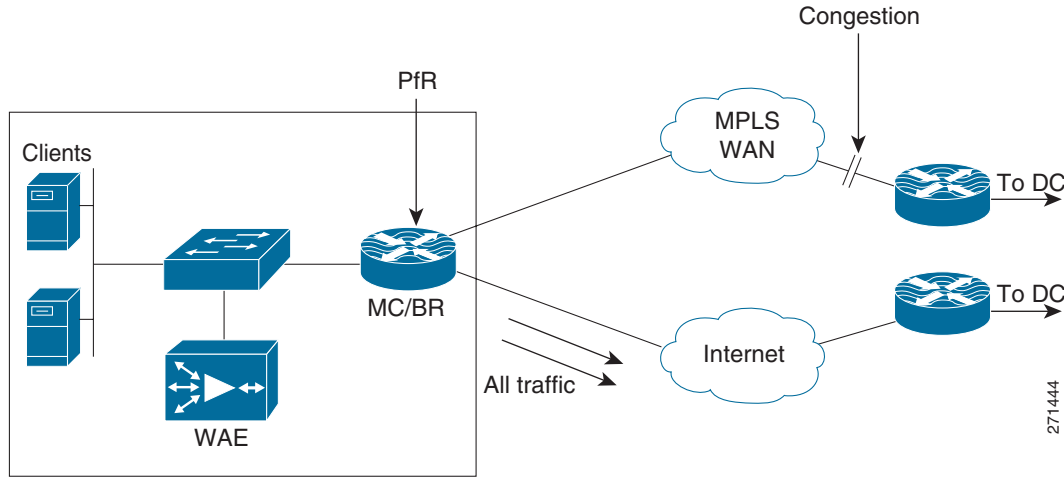 Congestion
PfR
MPLS
WAN
Clients
To DC
MC/BR
To DC
Internet
All traffic
WAE
271444